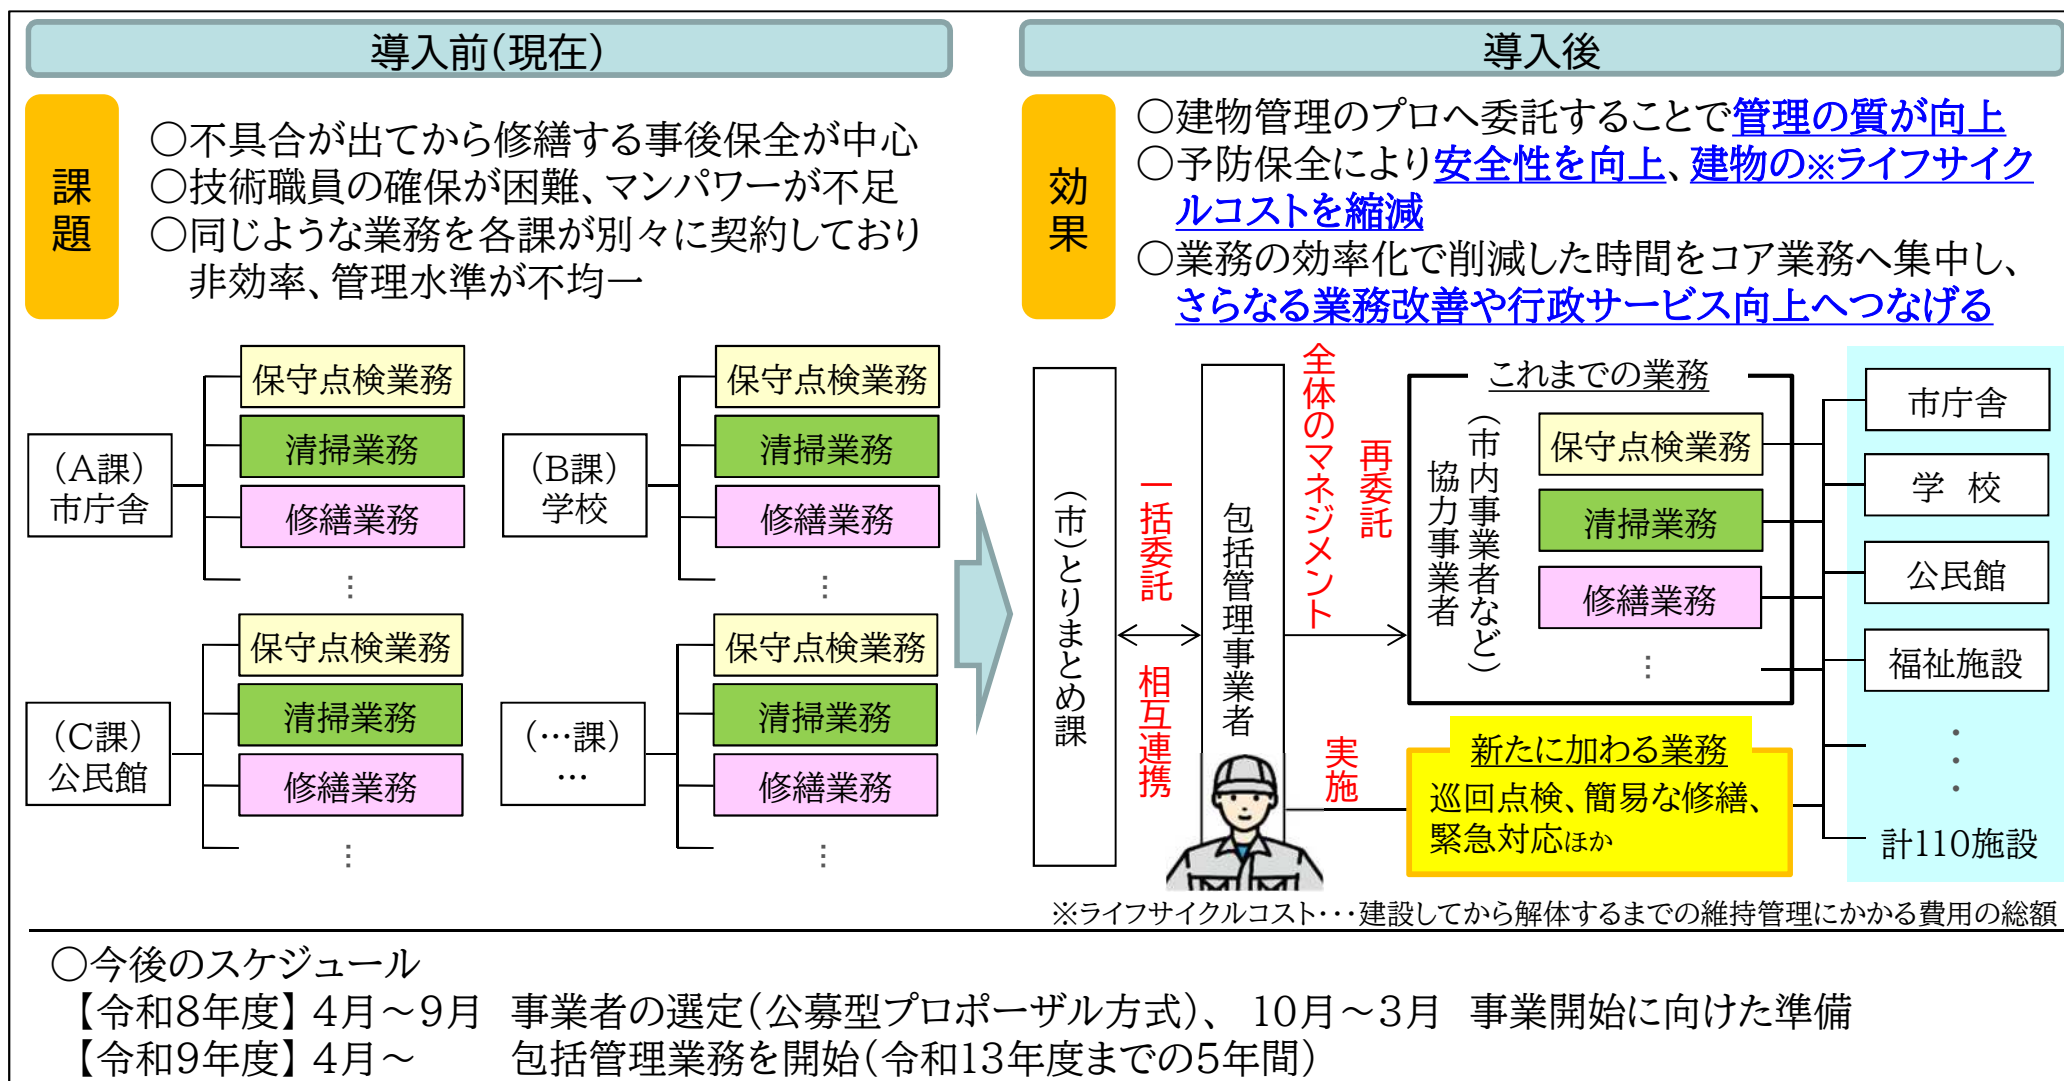 導入前(現在)
課題
○不具合が出てから修繕する事後保全が中心
○技術職員の確保が困難、マンパワーが不足
○同じような業務を各課が別々に契約しており
非効率、管理水準が不均一
(A課)
市庁舎
保守点検業務
清掃業務
修繕業務
…
(B課)
学校
保守点検業務
清掃業務
修繕業務
…
(C課)
公民館
保守点検業務
清掃業務
修繕業務
…
(…課)
…
保守点検業務
清掃業務
修繕業務
…
導入後
効果
○建物管理のプロへ委託することで管理の質が向上
○予防保全により安全性を向上、建物の※ライフサイク
ルコストを縮減
○業務の効率化で削減した時間をコア業務へ集中し、
さらなる業務改善や行政サービス向上へつなげる
(市)とりまとめ課
一括委託
相互連携
包括管理事業者
全体のマネジメント
再委託
実施
これまでの業務
(市内事業者など)
協力事業者
保守点検業務
清掃業務
修繕業務
…
新たに加わる業務
巡回点検、簡易な修繕、
緊急対応ほか
市庁舎
学 校
公民館
福祉施設
・
・
・
計110施設
※ライフサイクルコスト・・・建設してから解体するまでの維持管理にかかる費用の総額
○今後のスケジュール
【令和8年度】 4月～9月 事業者の選定(公募型プロポーザル方式)、 10月～3月 事業開始に向けた準備
【令和9年度】 4月～ 包括管理業務を開始(令和13年度までの5年間)